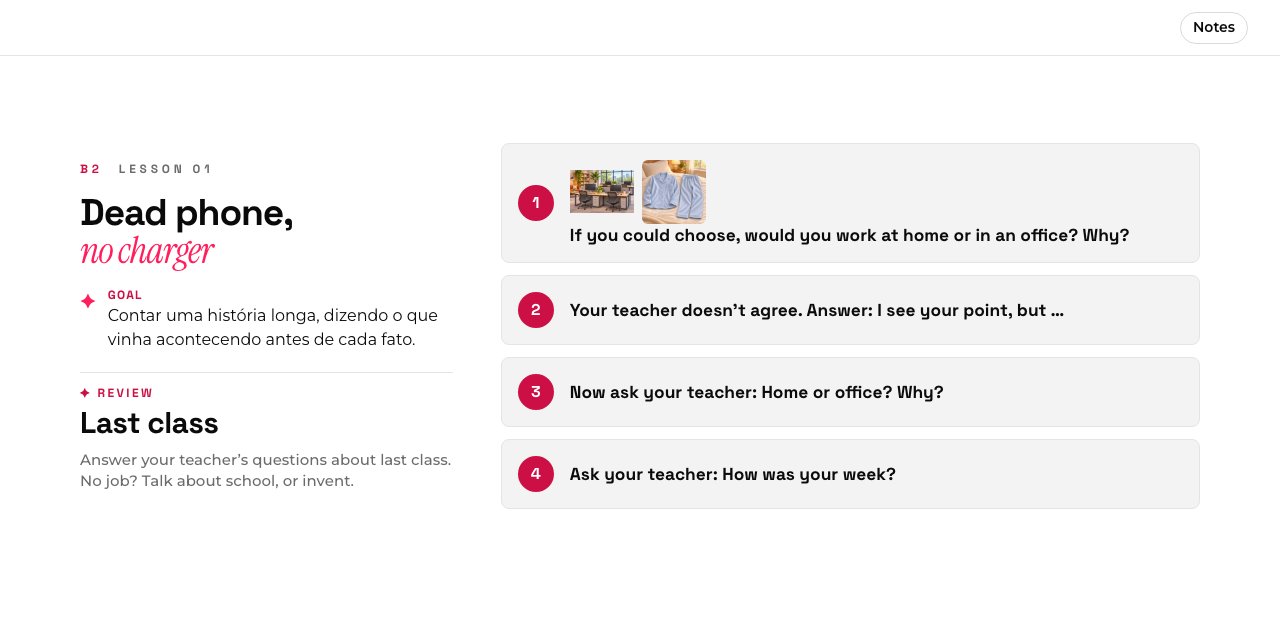 Notes
B2 LESSON 01
Dead phone,
no charger
GOAL
Contar uma história longa, dizendo o que
vinha acontecendo antes de cada fato.
REVIEW
Last class
Answer your teacher’s questions about last class.
No job? Talk about school, or invent.
1
If you could choose, would you work at home or in an office? Why?
2
Your teacher doesn’t agree. Answer: I see your point, but ...
3
Now ask your teacher: Home or office? Why?
4
Ask your teacher: How was your week?